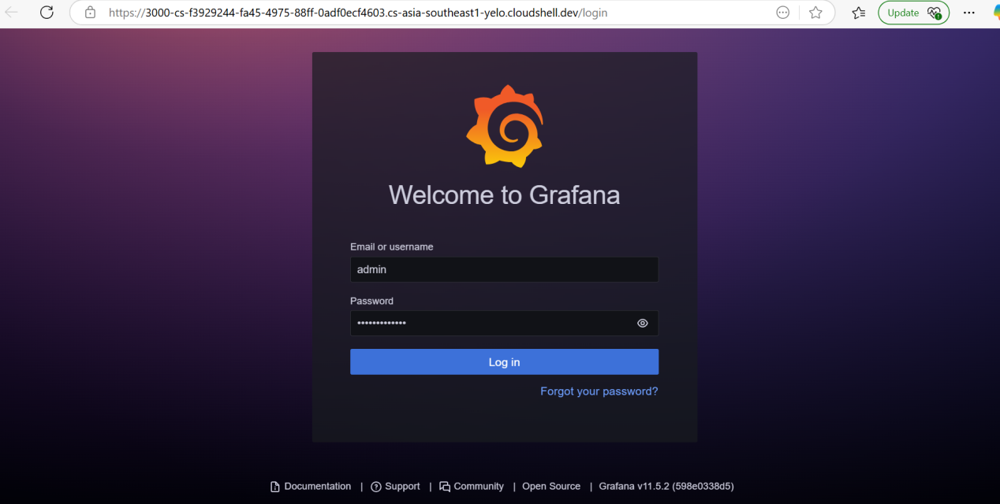 https://3000-cs-f3929244-fa45-4975-88ff-0adf0ecf4603.cs-asia-southeast1-yelo.cloudshell.dev/login
Update
Welcome to Grafana
Email or username
admin
Password
•••••••••••••
Log in
Forgot your password?
Documentation | Support | Community | Open Source | Grafana v11.5.2 (598e0338d5)